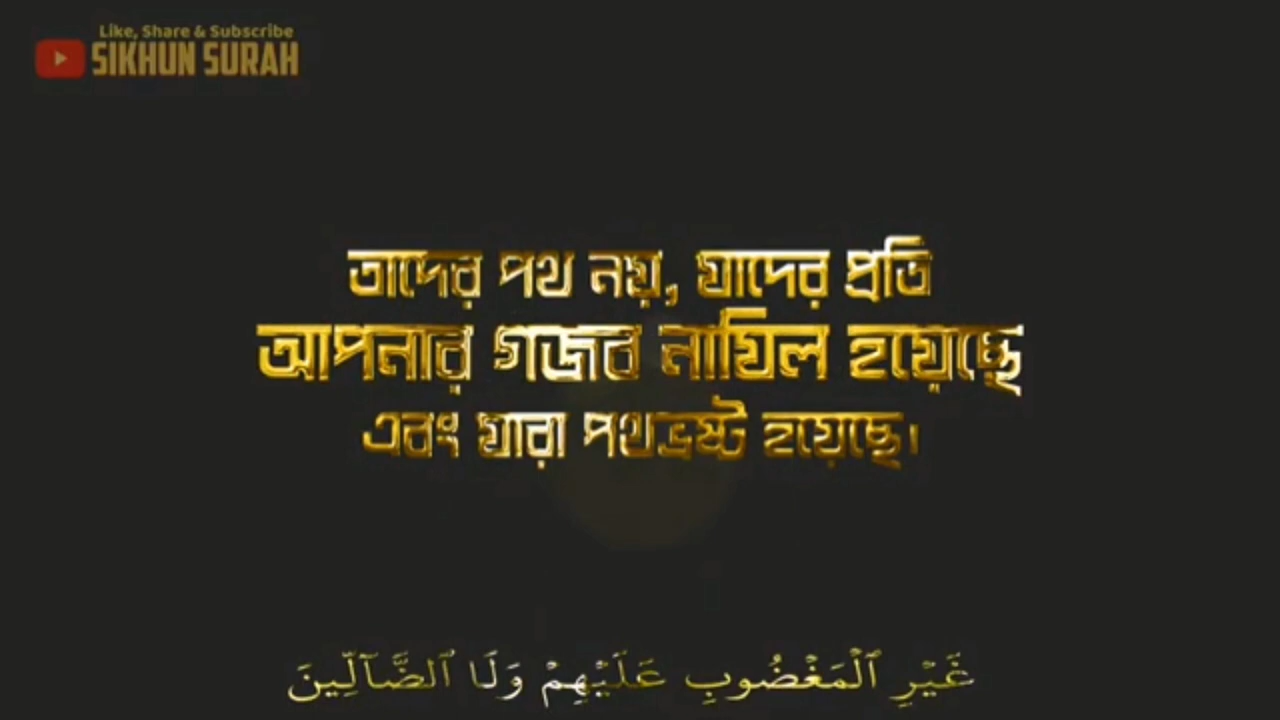 Like, Share & Subscribe
SIKHUN SURAH
তাদের পথ নয়, যাদের প্রতি
আপনার গজব নাযিল হয়েছে
এবং যারা পথভ্রষ্ট হয়েছে।
غَيْرِ ٱلْمَغْضُوبِ عَلَيْهِمْ وَلَا ٱلضَّآلِّينَ